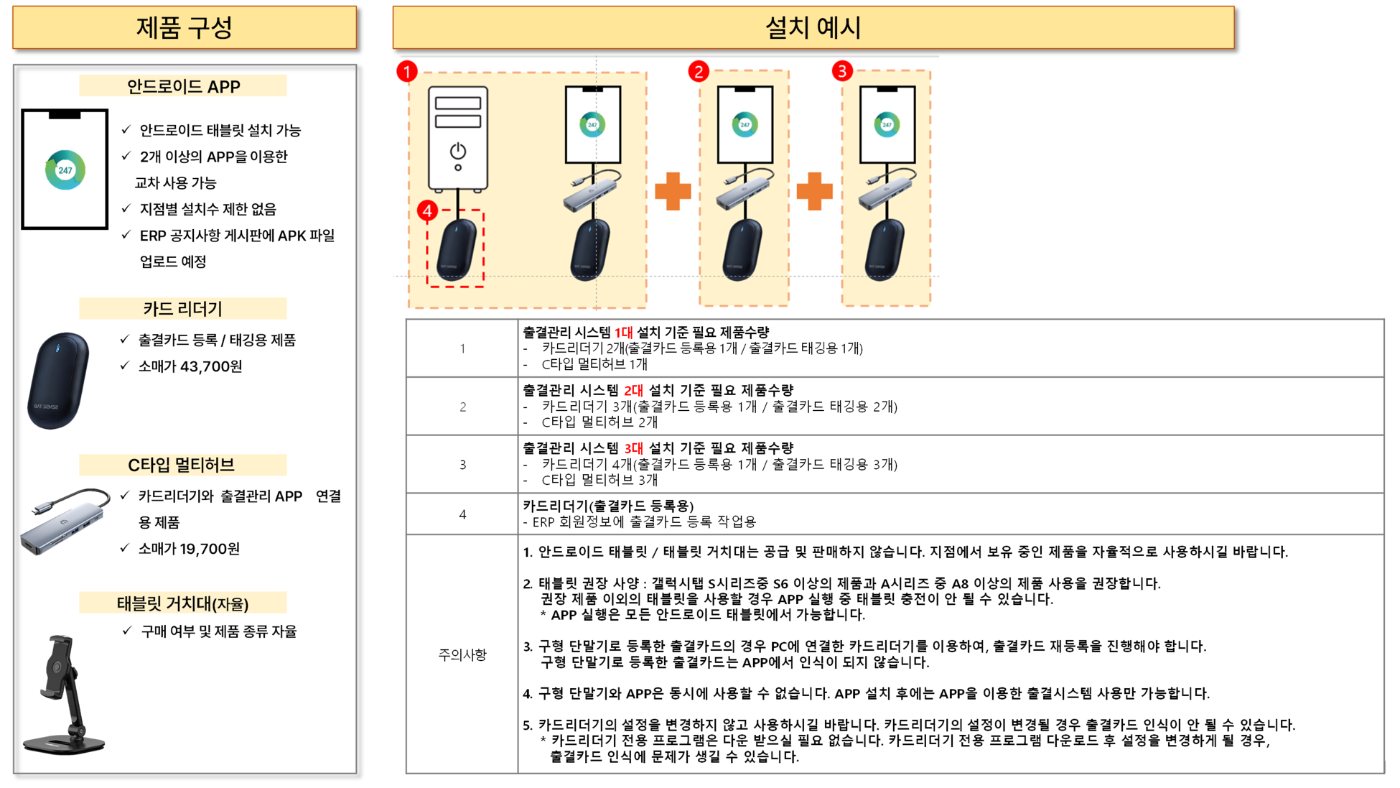 제품 구성
안드로이드 APP
247
✓ 안드로이드 태블릿 설치 가능
✓ 2개 이상의 APP을 이용한
교차 사용 가능
✓ 지점별 설치수 제한 없음
✓ ERP 공지사항 게시판에 APK 파일
업로드 예정
카드 리더기
✓ 출결카드 등록 / 태깅용 제품
✓ 소매가 43,700원
C타입 멀티허브
✓ 카드리더기와 출결관리 APP 연결
용 제품
✓ 소매가 19,700원
태블릿 거치대(자율)
✓ 구매 여부 및 제품 종류 자율
설치 예시
1
2
3
247
247
247
4
1
출결관리 시스템 1대 설치 기준 필요 제품수량
- 카드리더기 2개(출결카드 등록용 1개 / 출결카드 태깅용 1개)
- C타입 멀티허브 1개
2
출결관리 시스템 2대 설치 기준 필요 제품수량
- 카드리더기 3개(출결카드 등록용 1개 / 출결카드 태깅용 2개)
- C타입 멀티허브 2개
3
출결관리 시스템 3대 설치 기준 필요 제품수량
- 카드리더기 4개(출결카드 등록용 1개 / 출결카드 태깅용 3개)
- C타입 멀티허브 3개
4
카드리더기(출결카드 등록용)
- ERP 회원정보에 출결카드 등록 작업용
주의사항
1. 안드로이드 태블릿 / 태블릿 거치대는 공급 및 판매하지 않습니다. 지점에서 보유 중인 제품을 자율적으로 사용하시길 바랍니다.
2. 태블릿 권장 사양 : 갤럭시탭 S시리즈중 S6 이상의 제품과 A시리즈 중 A8 이상의 제품 사용을 권장합니다.
권장 제품 이외의 태블릿을 사용할 경우 APP 실행 중 태블릿 충전이 안 될 수 있습니다.
* APP 실행은 모든 안드로이드 태블릿에서 가능합니다.
3. 구형 단말기로 등록한 출결카드의 경우 PC에 연결한 카드리더기를 이용하여, 출결카드 재등록을 진행해야 합니다.
구형 단말기로 등록한 출결카드는 APP에서 인식이 되지 않습니다.
4. 구형 단말기와 APP은 동시에 사용할 수 없습니다. APP 설치 후에는 APP을 이용한 출결시스템 사용만 가능합니다.
5. 카드리더기의 설정을 변경하지 않고 사용하시길 바랍니다. 카드리더기의 설정이 변경될 경우 출결카드 인식이 안 될 수 있습니다.
* 카드리더기 전용 프로그램은 다운 받으실 필요 없습니다. 카드리더기 전용 프로그램 다운로드 후 설정을 변경하게 될 경우,
출결카드 인식에 문제가 생길 수 있습니다.